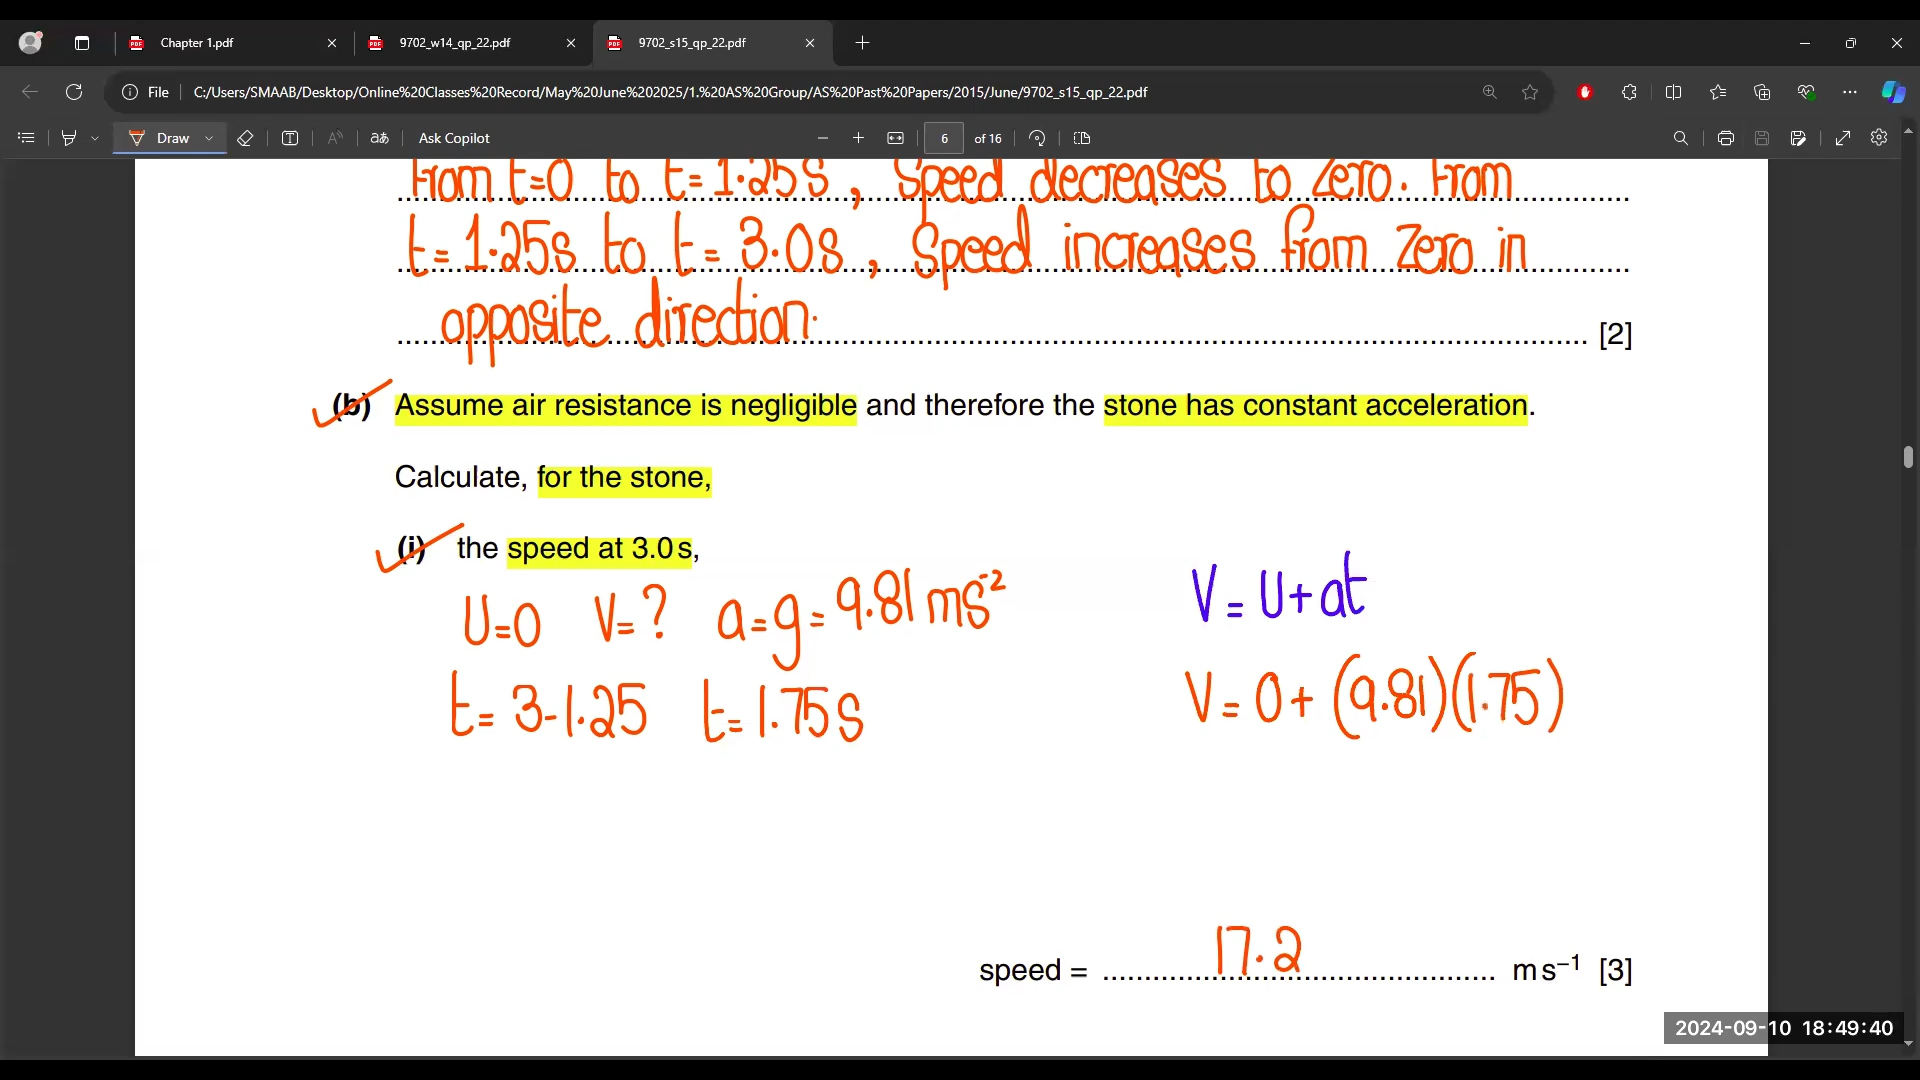 Chapter 1.pdf
9702_w14_qp_22.pdf
9702_s15_qp_22.pdf
File
C:/Users/SMAAB/Desktop/Online%20Classes%20Record/May%20June%202025/1.%20AS%20Group/AS%20Past%20Papers/2015/June/9702_s15_qp_22.pdf
Draw
aあ
Ask Copilot
6 of 16
From t=0 to t= 1.25s, Speed decreases to Zero. From
t= 1.25s to t= 3.0s, Speed increases from Zero in
opposite direction. [2]
(b) Assume air resistance is negligible and therefore the stone has constant acceleration.
Calculate, for the stone,
(i) the speed at 3.0 s,
U=0 V=? a=g=9.81ms⁻² V=U+at
t= 3-1.25 t=1.75s V= 0+ (9.81)(1.75)
speed = 17.2 m s⁻¹ [3]
2024-09-10 18:49:40